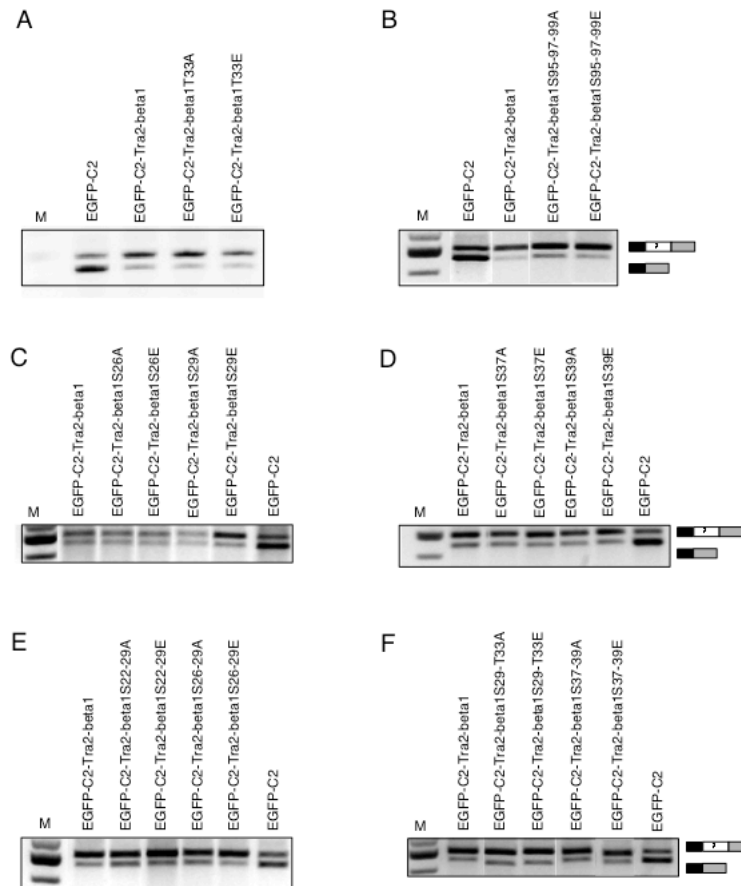 A
M
EGFP-C2
EGFP-C2-Tra2-beta1
EGFP-C2-Tra2-beta1T33A
EGFP-C2-Tra2-beta1T33E
B
M
EGFP-C2
EGFP-C2-Tra2-beta1
EGFP-C2-Tra2-beta1S95-97-99A
EGFP-C2-Tra2-beta1S95-97-99E
C
M
EGFP-C2-Tra2-beta1
EGFP-C2-Tra2-beta1S26A
EGFP-C2-Tra2-beta1S26E
EGFP-C2-Tra2-beta1S29A
EGFP-C2-Tra2-beta1S29E
EGFP-C2
D
M
EGFP-C2-Tra2-beta1
EGFP-C2-Tra2-beta1S37A
EGFP-C2-Tra2-beta1S37E
EGFP-C2-Tra2-beta1S39A
EGFP-C2-Tra2-beta1S39E
EGFP-C2
E
M
EGFP-C2-Tra2-beta1
EGFP-C2-Tra2-beta1S22-29A
EGFP-C2-Tra2-beta1S22-29E
EGFP-C2-Tra2-beta1S26-29A
EGFP-C2-Tra2-beta1S26-29E
EGFP-C2
F
M
EGFP-C2-Tra2-beta1
EGFP-C2-Tra2-beta1S29-T33A
EGFP-C2-Tra2-beta1S29-T33E
EGFP-C2-Tra2-beta1S37-39A
EGFP-C2-Tra2-beta1S37-39E
EGFP-C2